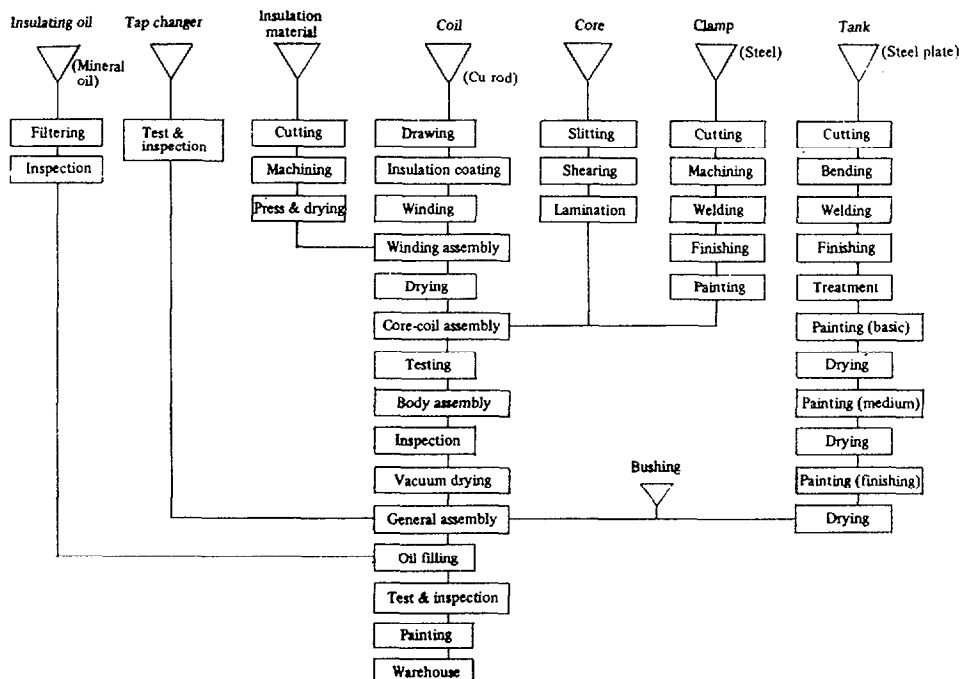 Insulating oil
Tap changer
Insulation
material
Coil
Core
Clamp
Tank
(Mineral
oil)
(Cu rod)
(Steel)
(Steel plate)
Filtering
Inspection
Test &
inspection
Cutting
Machining
Press & drying
Drawing
Insulation coating
Winding
Winding assembly
Drying
Core-coil assembly
Testing
Body assembly
Inspection
Vacuum drying
General assembly
Oil filling
Test & inspection
Painting
Warehouse
Slitting
Shearing
Lamination
Cutting
Machining
Welding
Finishing
Painting
Bushing
Cutting
Bending
Welding
Finishing
Treatment
Painting (basic)
Drying
Painting (medium)
Drying
Painting (finishing)
Drying